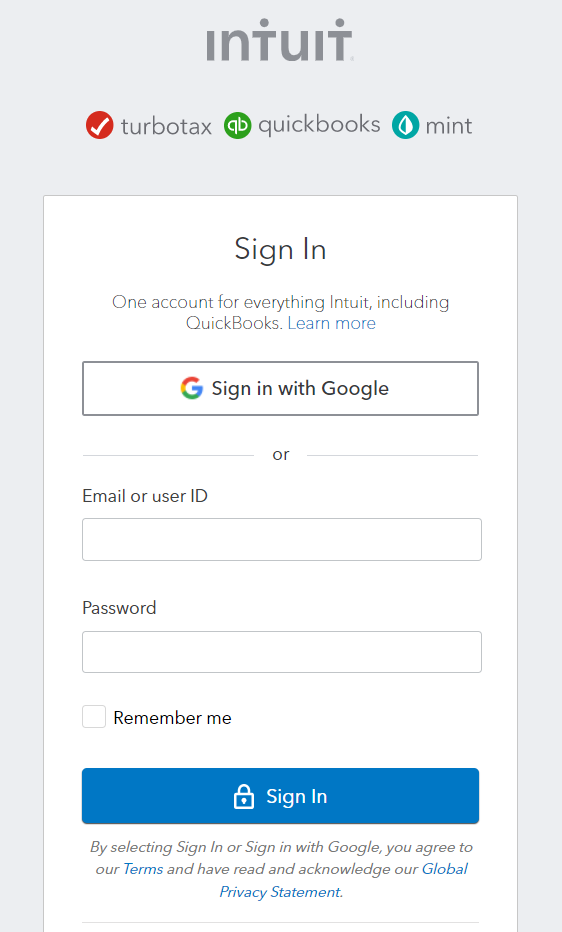 intuit
turbotax qb quickbooks mint
Sign In
One account for everything Intuit, including
QuickBooks. Learn more
Sign in with Google
or
Email or user ID
Password
Remember me
Sign In
By selecting Sign In or Sign in with Google, you agree to
our Terms and have read and acknowledge our Global
Privacy Statement.